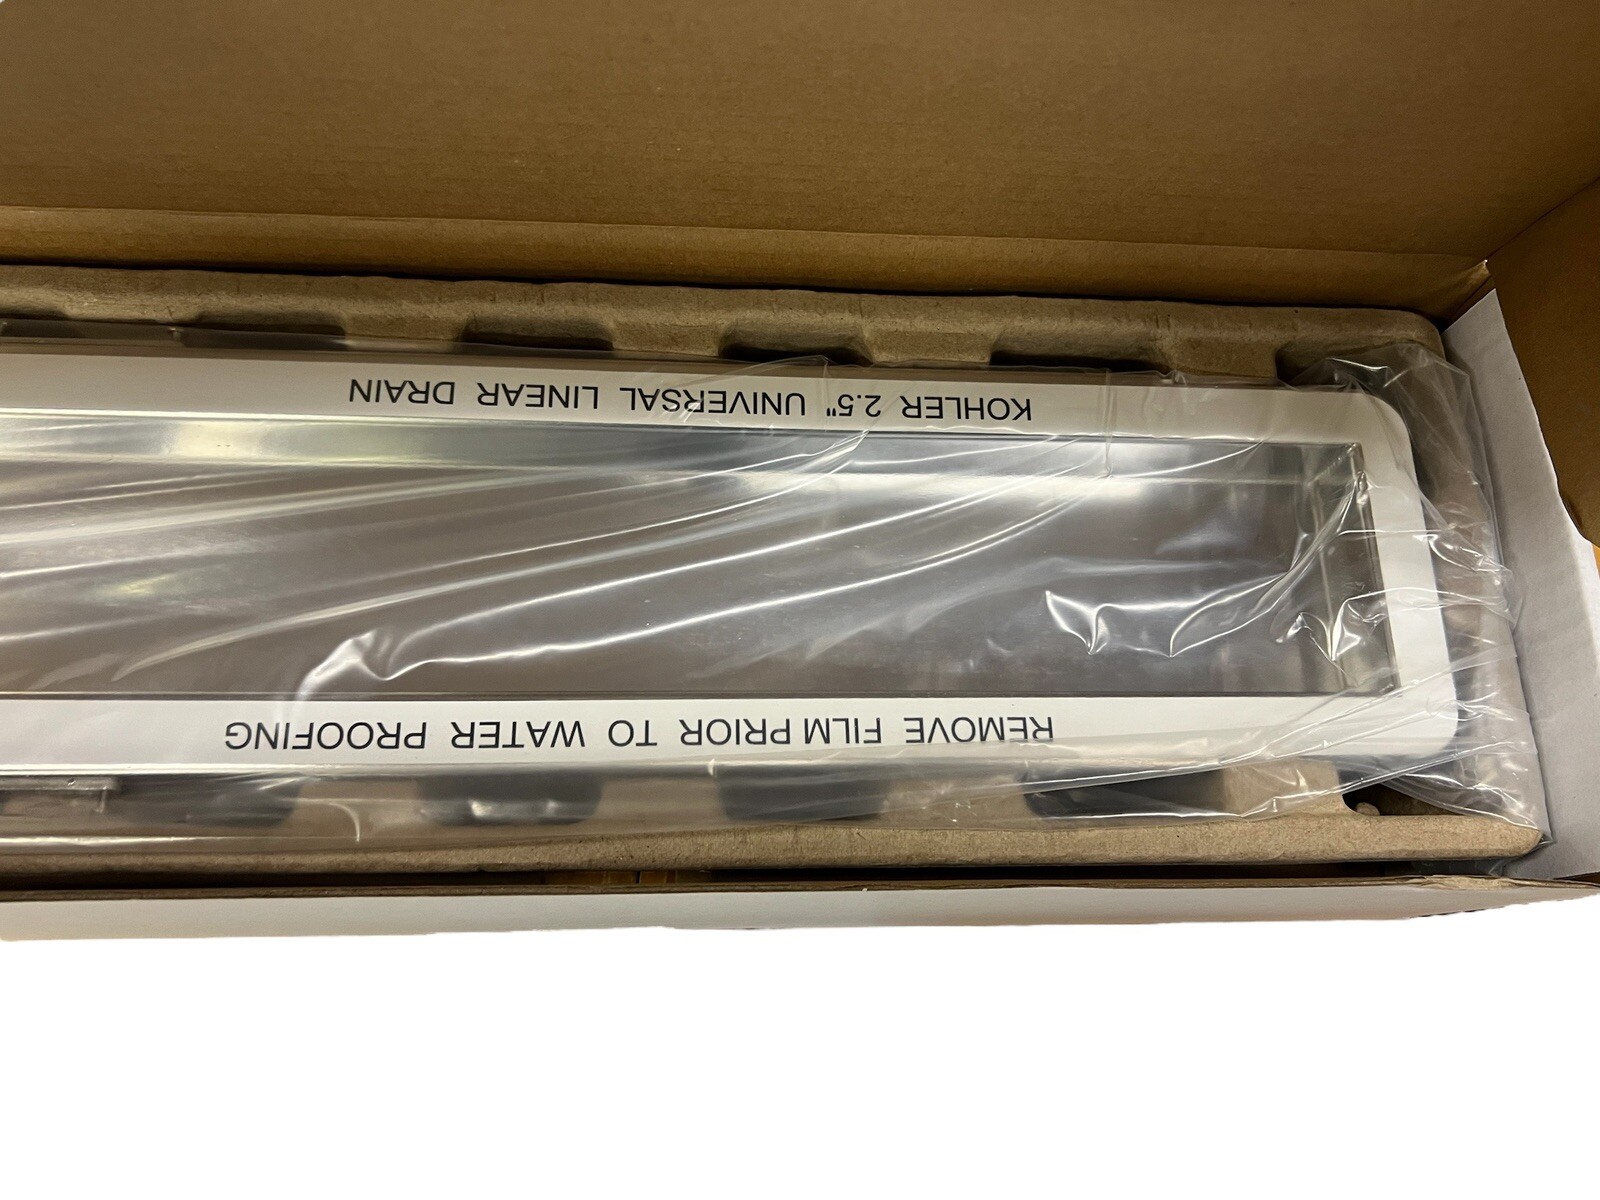 KOHLER 2.5" UNIVERSAL LINEAR DRAIN
REMOVE FILM PRIOR TO WATER PROOFING